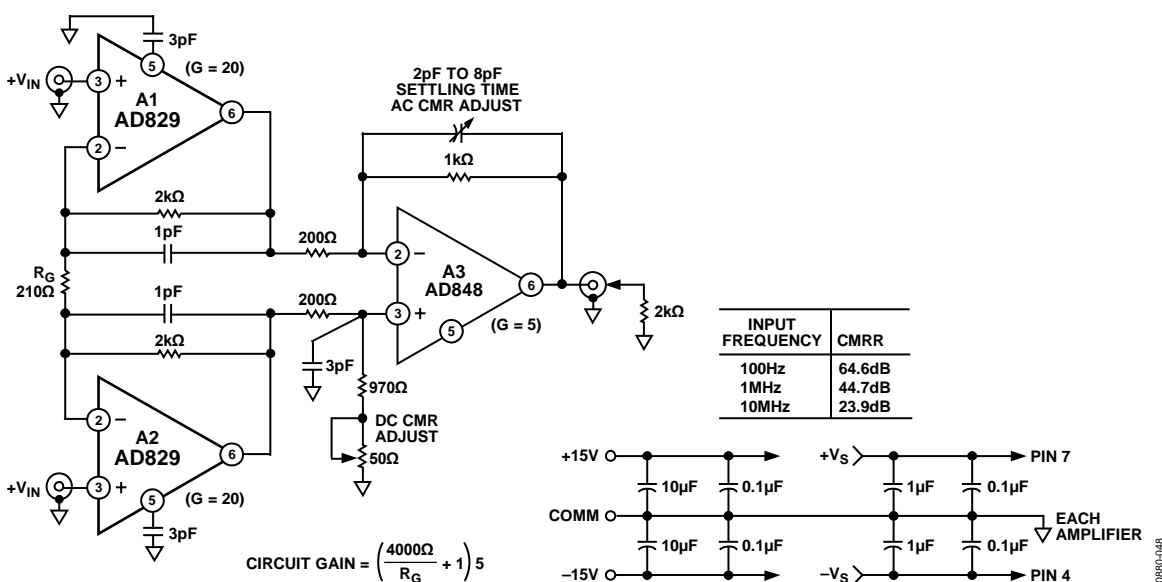 3pF
5
(G = 20)
+VIN
3
+
A1
AD829
6
2
–
2kΩ
1pF
RG
210Ω
1pF
2kΩ
2
–
A2
AD829
6
+VIN
3
+
5
(G = 20)
3pF
2pF TO 8pF
SETTLING TIME
AC CMR ADJUST
1kΩ
200Ω
2
–
A3
AD848
6
200Ω
3
+
5
(G = 5)
2kΩ
3pF
970Ω
DC CMR
ADJUST
50Ω
INPUT
FREQUENCY CMRR
100Hz 64.6dB
1MHz 44.7dB
10MHz 23.9dB
+15V
10µF
0.1µF
COMM
10µF
0.1µF
–15V
+VS
PIN 7
1µF
0.1µF
EACH
AMPLIFIER
1µF
0.1µF
–VS
PIN 4
CIRCUIT GAIN = (4000Ω/RG + 1) 5